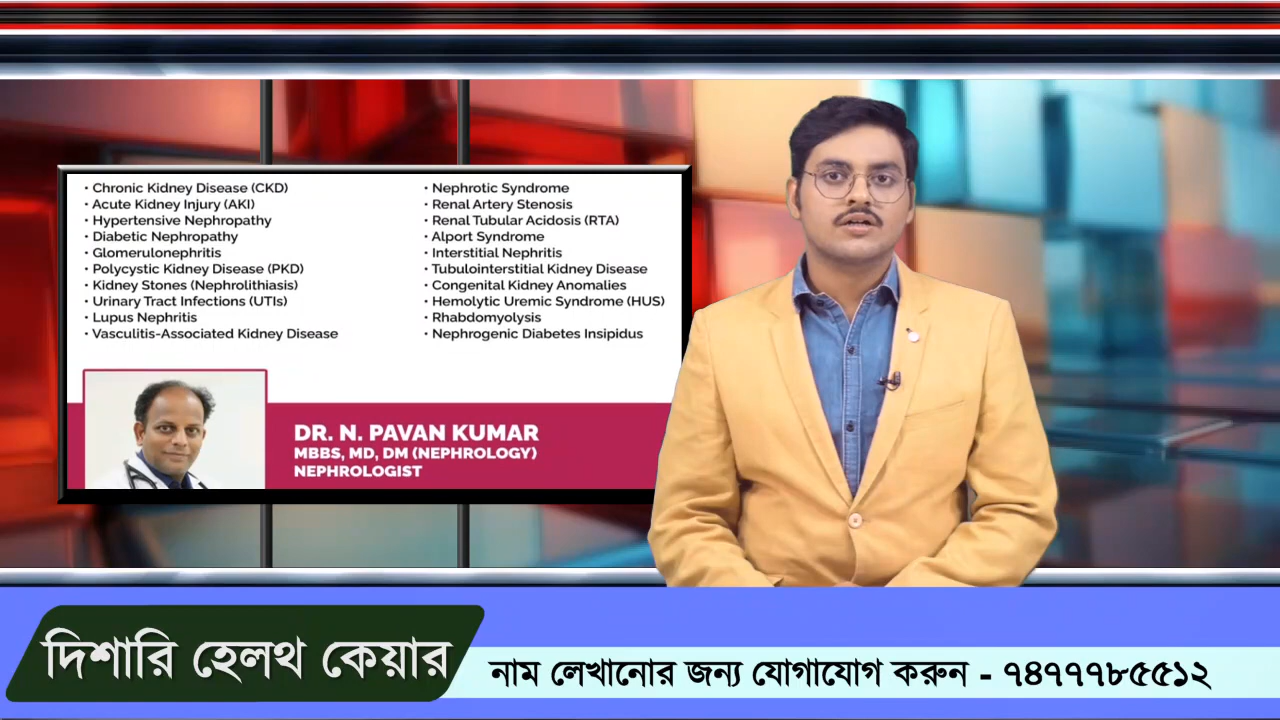 • Chronic Kidney Disease (CKD)
• Acute Kidney Injury (AKI)
• Hypertensive Nephropathy
• Diabetic Nephropathy
• Glomerulonephritis
• Polycystic Kidney Disease (PKD)
• Kidney Stones (Nephrolithiasis)
• Urinary Tract Infections (UTIs)
• Lupus Nephritis
• Vasculitis-Associated Kidney Disease
• Nephrotic Syndrome
• Renal Artery Stenosis
• Renal Tubular Acidosis (RTA)
• Alport Syndrome
• Interstitial Nephritis
• Tubulointerstitial Kidney Disease
• Congenital Kidney Anomalies
• Hemolytic Uremic Syndrome (HUS)
• Rhabdomyolysis
• Nephrogenic Diabetes Insipidus
DR. N. PAVAN KUMAR
MBBS, MD, DM (NEPHROLOGY)
NEPHROLOGIST
দিশারি হেলথ কেয়ার
নাম লেখানোর জন্য যোগাযোগ করুন - ৭৪৭৭৭৮৫৫১২